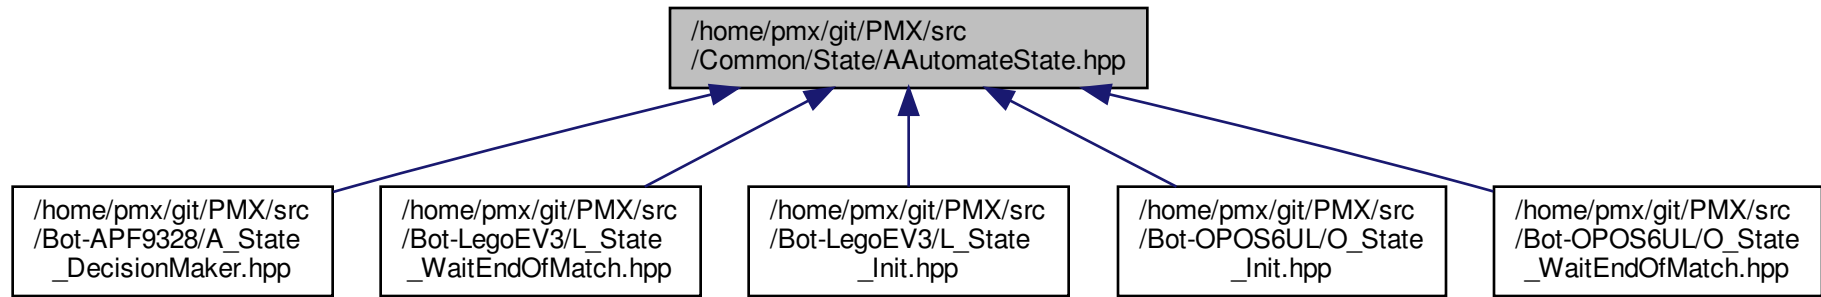 /home/pmx/git/PMX/src
/Common/State/AAutomateState.hpp
/home/pmx/git/PMX/src
/Bot-APF9328/A_State
_DecisionMaker.hpp
/home/pmx/git/PMX/src
/Bot-LegoEV3/L_State
_WaitEndOfMatch.hpp
/home/pmx/git/PMX/src
/Bot-LegoEV3/L_State
_Init.hpp
/home/pmx/git/PMX/src
/Bot-OPOS6UL/O_State
_Init.hpp
/home/pmx/git/PMX/src
/Bot-OPOS6UL/O_State
_WaitEndOfMatch.hpp